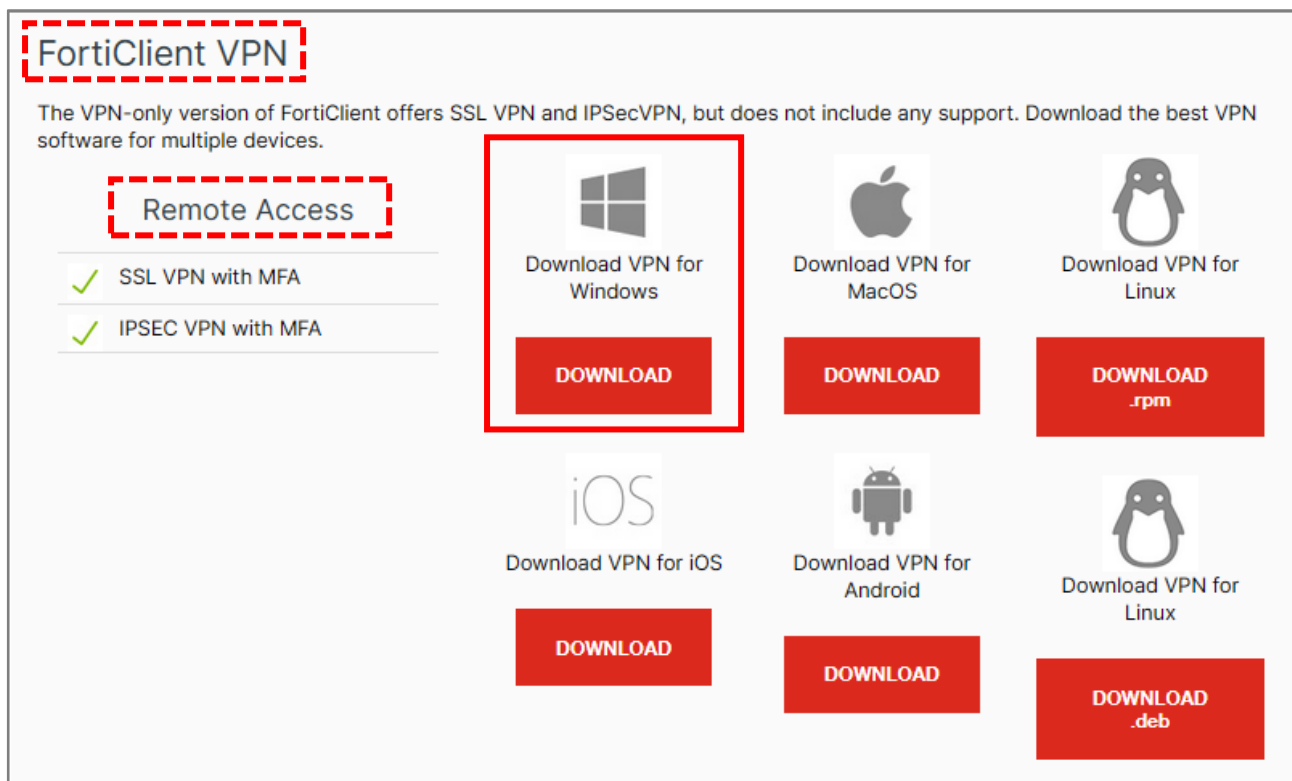 FortiClient VPN
The VPN-only version of FortiClient offers SSL VPN and IPSecVPN, but does not include any support. Download the best VPN
software for multiple devices.
Remote Access
SSL VPN with MFA
IPSEC VPN with MFA
Download VPN for
Windows
DOWNLOAD
Download VPN for
MacOS
DOWNLOAD
Download VPN for
Linux
DOWNLOAD
.rpm
iOS
Download VPN for iOS
DOWNLOAD
Download VPN for
Android
DOWNLOAD
Download VPN for
Linux
DOWNLOAD
.deb